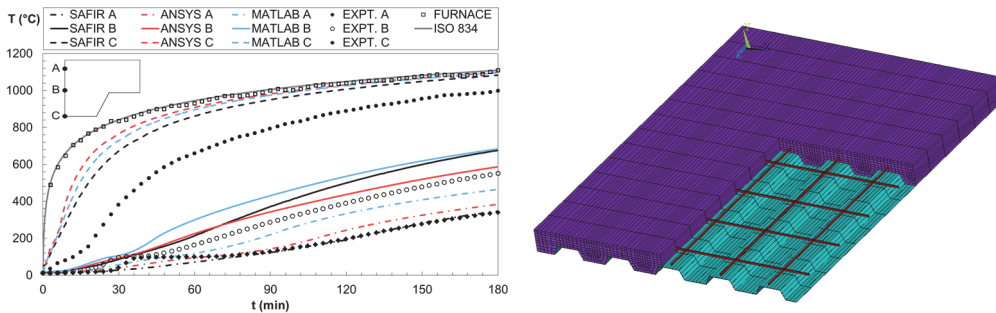 T (°C)
SAFIR A ANSYS A MATLAB A EXPT. A FURNACE
SAFIR B ANSYS B MATLAB B EXPT. B ISO 834
SAFIR C ANSYS C MATLAB C EXPT. C
1200
1000
800
600
400
200
0
A
B
C
0 30 60 90 120 150 180
t (min)